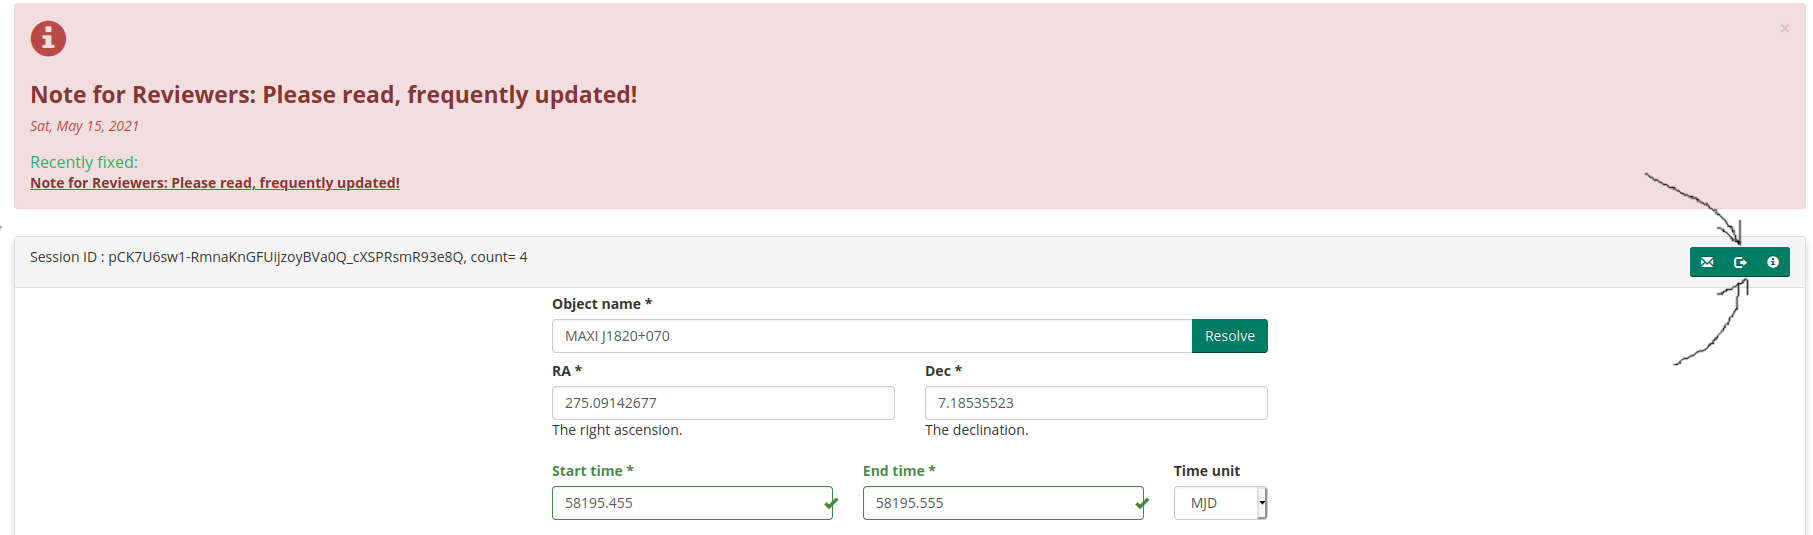 ×
Note for Reviewers: Please read, frequently updated!
Sat, May 15, 2021
Recently fixed:
Note for Reviewers: Please read, frequently updated!
Session ID : pCK7U6sw1-RmnaKnGFUijzoyBVa0Q_cXSPRsmR93e8Q, count= 4
Object name *
MAXI J1820+070 Resolve
RA * Dec *
275.09142677 7.18535523
The right ascension. The declination.
Start time * End time * Time unit
58195.455 58195.555 MJD